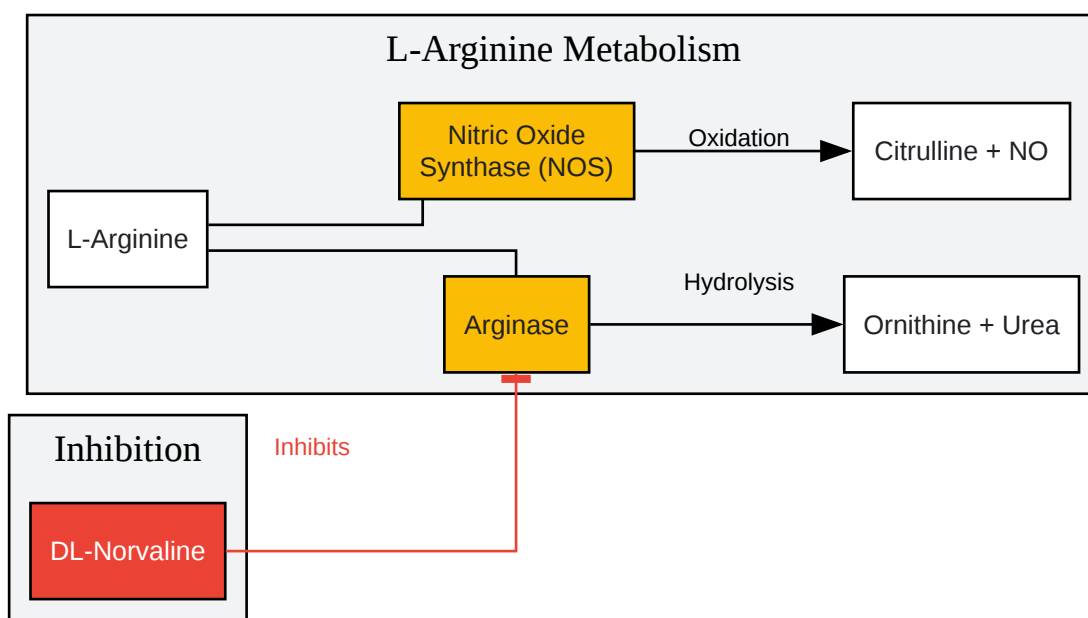 L-Arginine Metabolism
Nitric Oxide
Synthase (NOS)
Oxidation
Citrulline + NO
L-Arginine
Hydrolysis
Arginase
Ornithine + Urea
Inhibition
Inhibits
DL-Norvaline